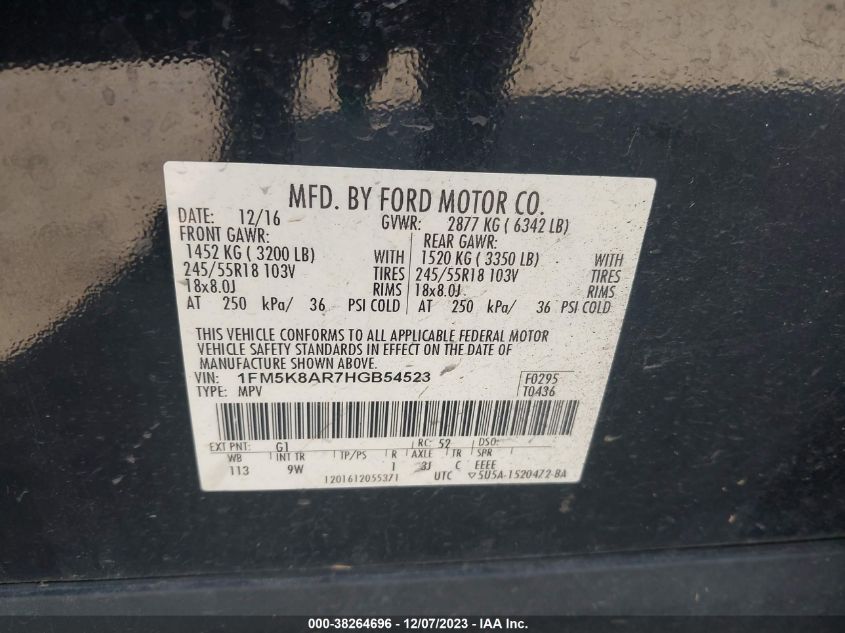 MFD. BY FORD MOTOR CO.
DATE: 12/16 GVWR: 2877 KG ( 6342 LB)
FRONT GAWR: REAR GAWR:
1452 KG ( 3200 LB) WITH 1520 KG ( 3350 LB) WITH
245/55R18 103V TIRES 245/55R18 103V TIRES
18x8.0J RIMS 18x8.0J RIMS
AT 250 kPa/ 36 PSI COLD AT 250 kPa/ 36 PSI COLD
THIS VEHICLE CONFORMS TO ALL APPLICABLE FEDERAL MOTOR
VEHICLE SAFETY STANDARDS IN EFFECT ON THE DATE OF
MANUFACTURE SHOWN ABOVE.
VIN: 1FM5K8AR7HGB54523 F0295
TYPE: MPV T0436
EXT PNT: G1 RC: 52 DSO:
WB INT TR TP/PS R AXLE TR SPR
113 9W 1 3J C EEEE
1201612055371 UTC ▽5U5A-1520472-BA
000-38264696 - 12/07/2023 - IAA Inc.